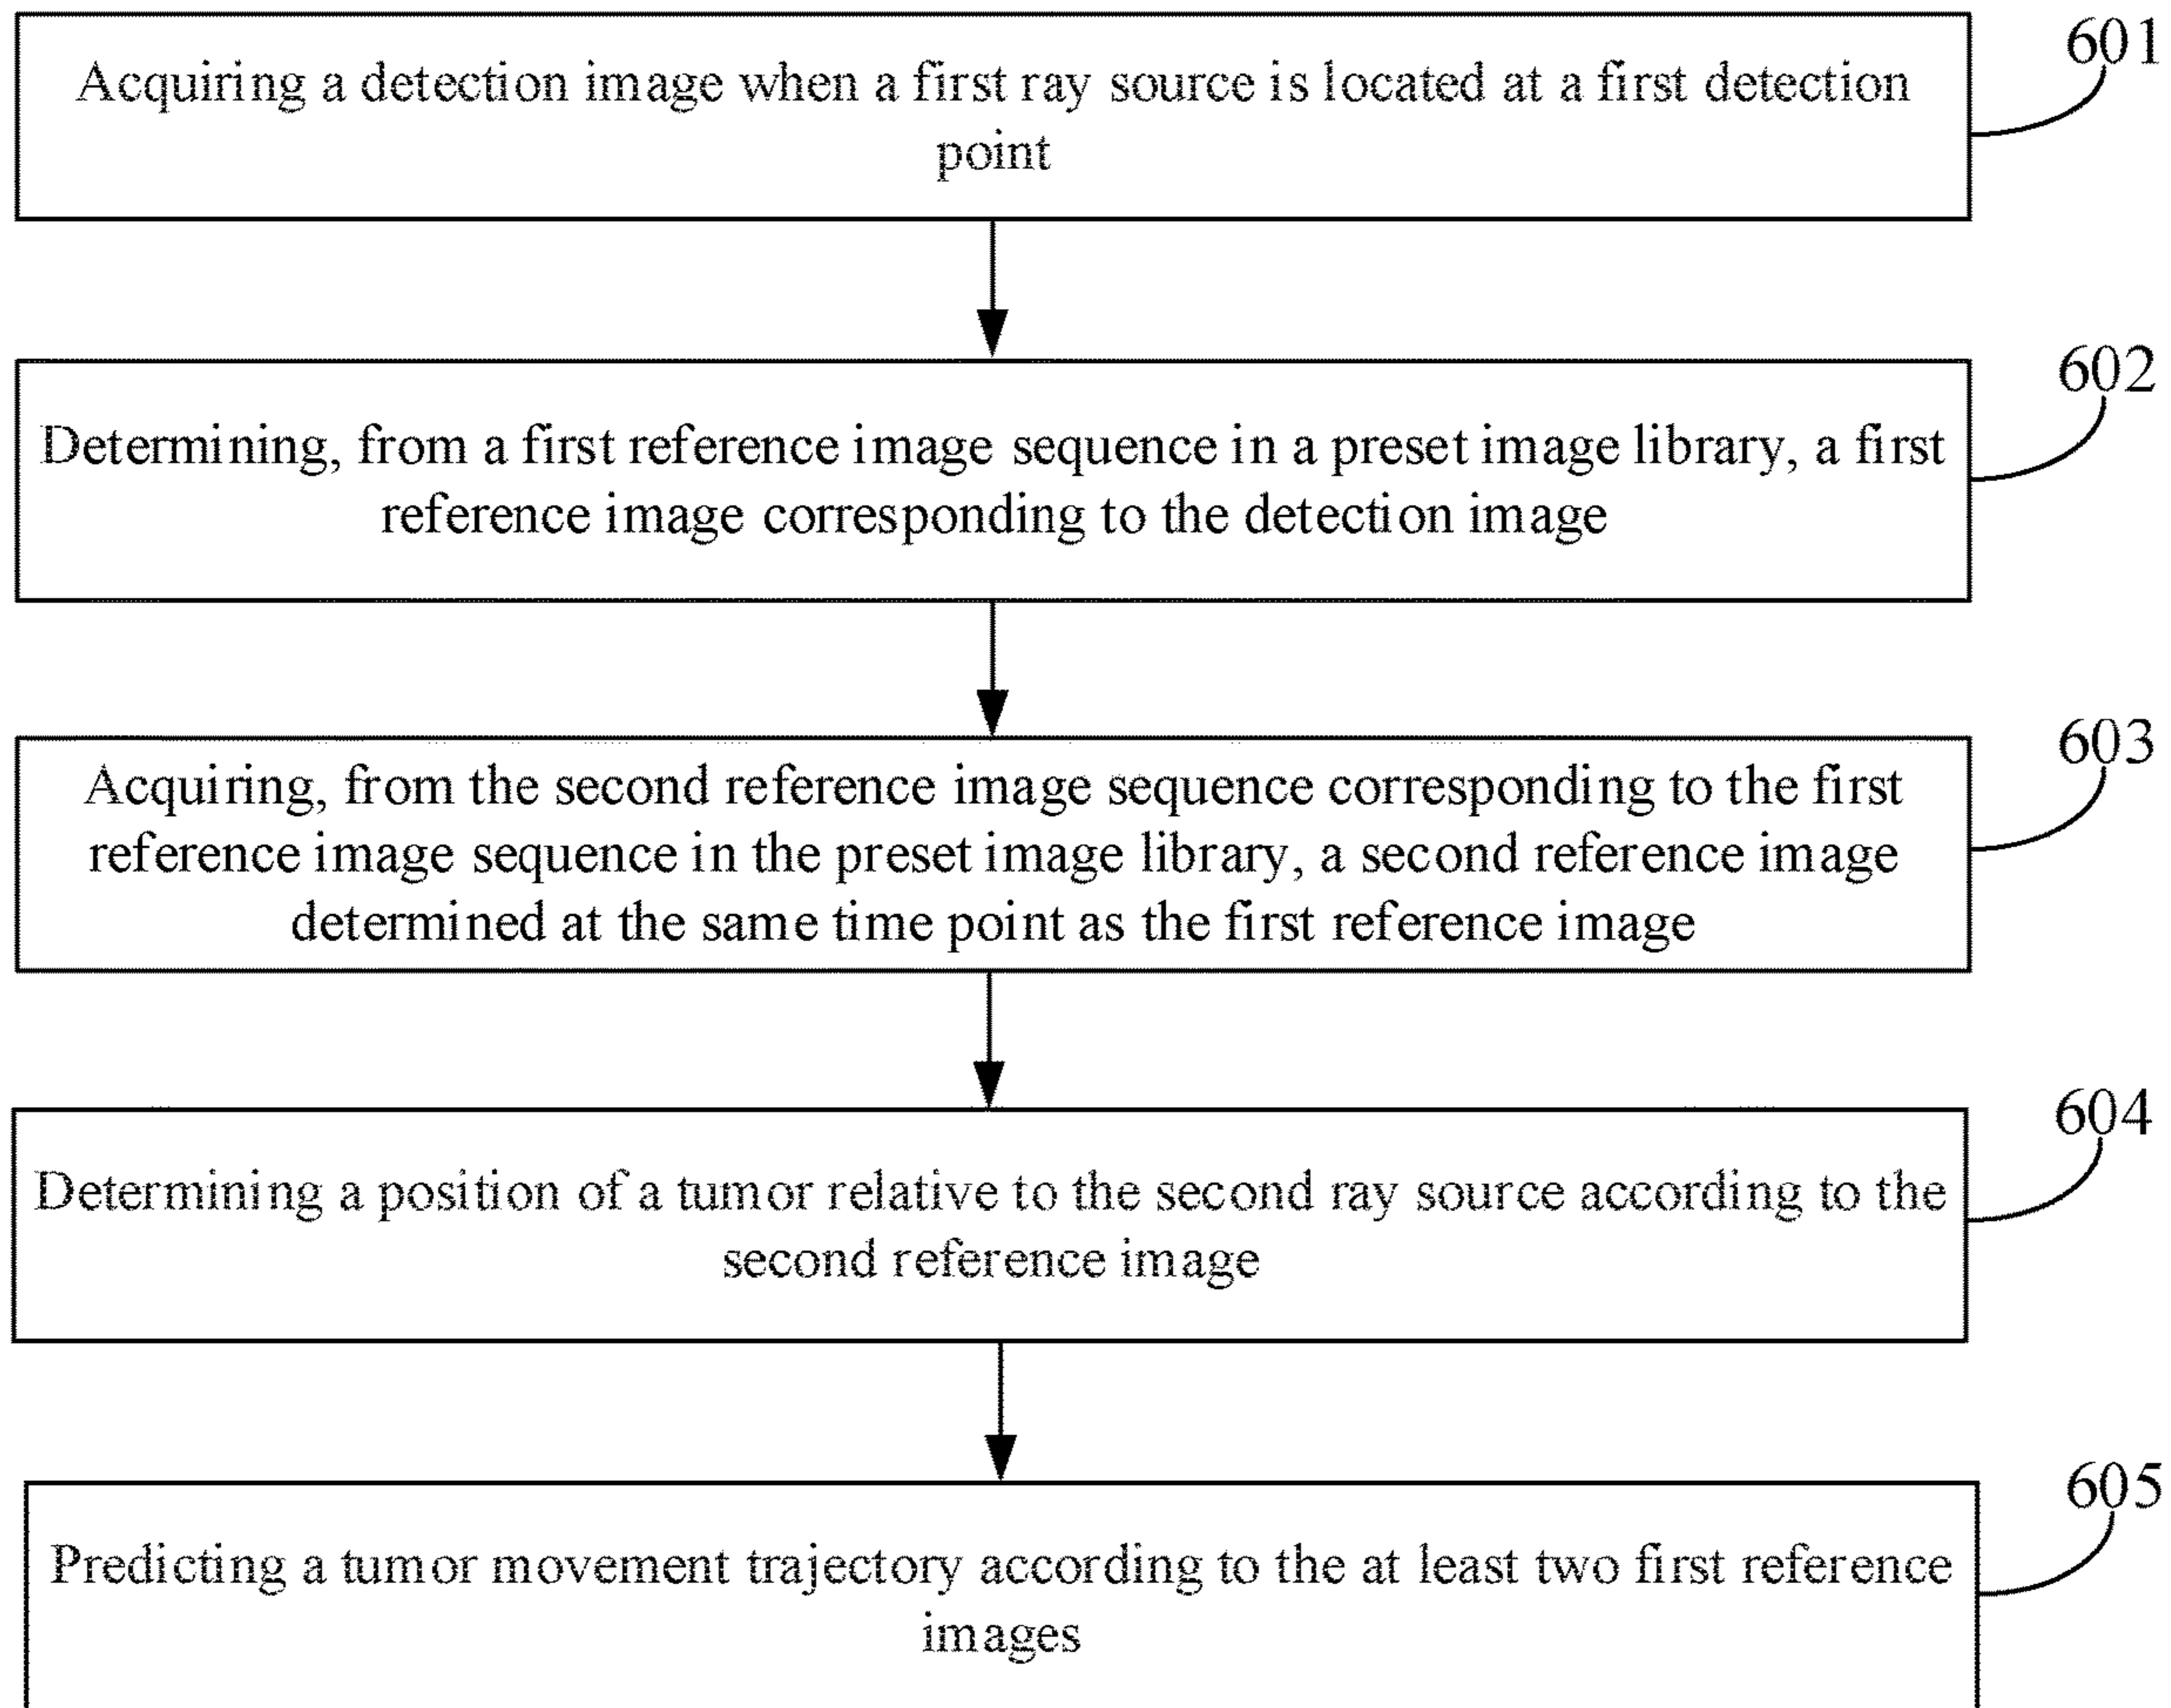 Acquiring a detection image when a first ray source is located at a first detection
point
601
Determining, from a first reference image sequence in a preset image library, a first
reference image corresponding to the detection image
602
Acquiring, from the second reference image sequence corresponding to the first
reference image sequence in the preset image library, a second reference image
determined at the same time point as the first reference image
603
Determining a position of a tumor relative to the second ray source according to the
second reference image
604
Predicting a tumor movement trajectory according to the at least two first reference
images
605